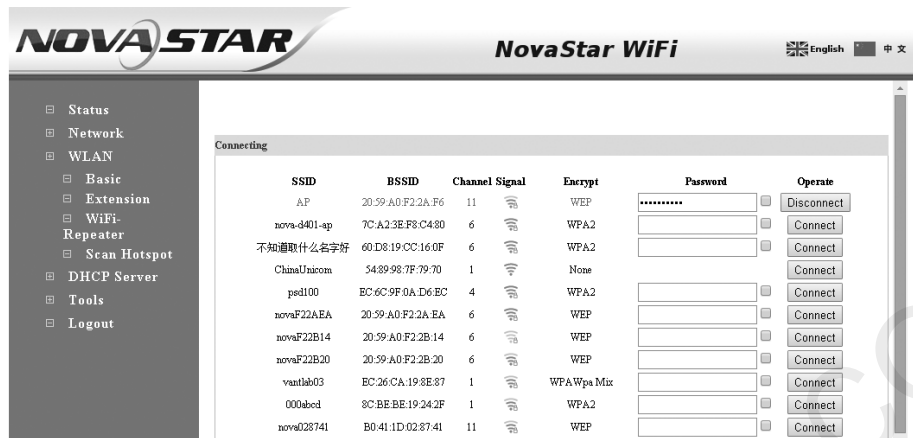 NOVASTAR
NovaStar WiFi
English 中文
Status
Network
WLAN
Basic
Extension
WiFi-
Repeater
Scan Hotspot
DHCP Server
Tools
Logout
Connecting
SSID BSSID Channel Signal Encrypt Password Operate
AP 20:59:A0:F2:2A:F6 11 WEP •••••••••• Disconnect
nova-d401-ap 7C:A2:3E:F8:C4:80 6 WPA2 Connect
不知道取什么名字好 60:D8:19:CC:16:0F 6 WPA2 Connect
ChinaUnicom 54:89:98:7F:79:70 1 None Connect
psd100 EC:6C:9F:0A:D6:EC 4 WPA2 Connect
novaF22AEA 20:59:A0:F2:2A:EA 6 WEP Connect
novaF22B14 20:59:A0:F2:2B:14 6 WEP Connect
novaF22B20 20:59:A0:F2:2B:20 6 WEP Connect
vantlab03 EC:26:CA:19:8E:87 1 WPAWpa Mix Connect
000abcd 8C:BE:BE:19:24:2F 1 WPA2 Connect
nova028741 B0:41:1D:02:87:41 11 WEP Connect